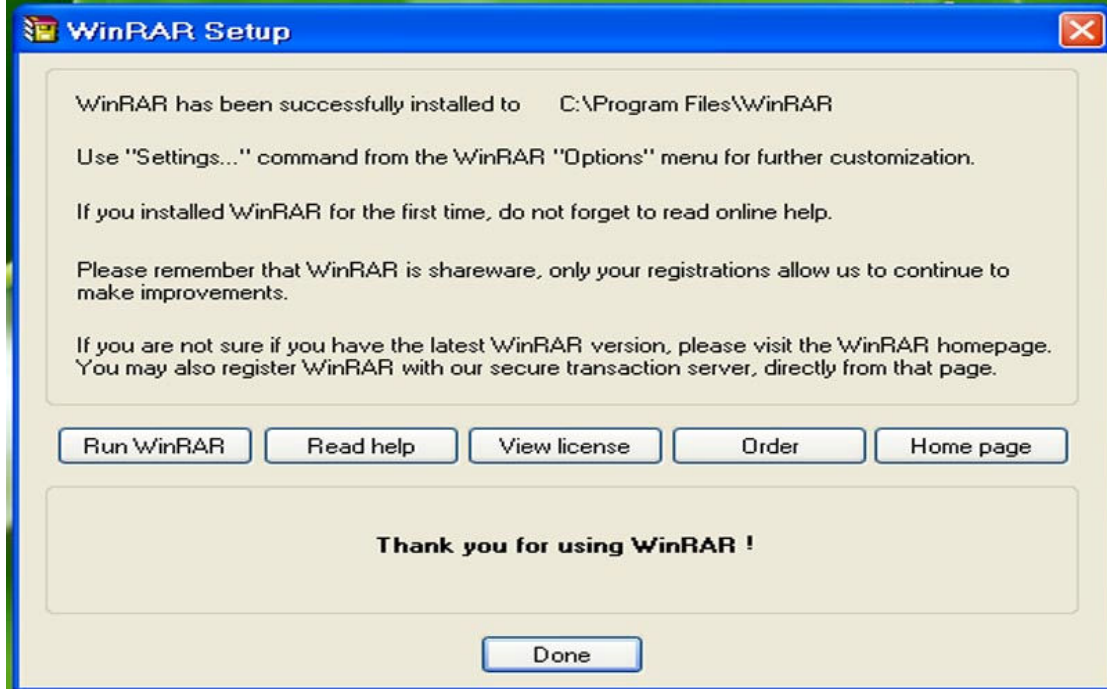 WinRAR Setup
WinRAR has been successfully installed to C:\Program Files\WinRAR
Use "Settings..." command from the WinRAR "Options" menu for further customization.
If you installed WinRAR for the first time, do not forget to read online help.
Please remember that WinRAR is shareware, only your registrations allow us to continue to
make improvements.
If you are not sure if you have the latest WinRAR version, please visit the WinRAR homepage.
You may also register WinRAR with our secure transaction server, directly from that page.
Run WinRAR Read help View license Order Home page
Thank you for using WinRAR !
Done